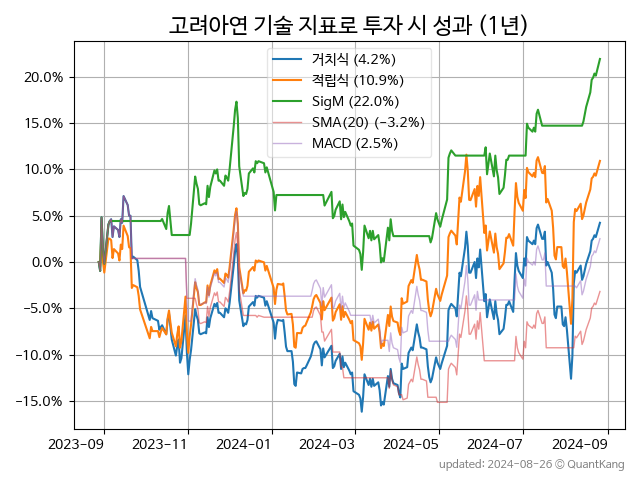 고려아연 기술 지표로 투자 시 성과 (1년)
거치식 (4.2%)
적립식 (10.9%)
SigM (22.0%)
SMA(20) (−3.2%)
MACD (2.5%)
20.0%
15.0%
10.0%
5.0%
0.0%
−5.0%
−10.0%
−15.0%
2023-09 2023-11 2024-01 2024-03 2024-05 2024-07 2024-09
updated: 2024-08-26 © QuantKang